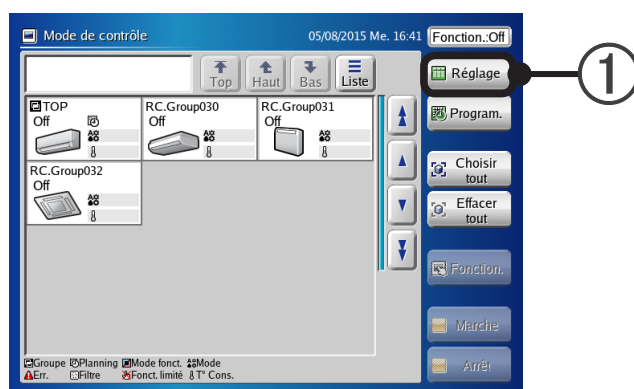 Mode de contrôle 05/08/2015 Me. 16:41 Fonction.:Off
Top Haut Bas Liste
Réglage
1
Program.
TOP
Off
RC.Group030
Off
RC.Group031
Off
RC.Group032
Off
Choisir
tout
Effacer
tout
Fonction.
Marche
Arrêt
Groupe Planning Mode fonct. Mode
Err. Filtre Fonct. limité T° Cons.